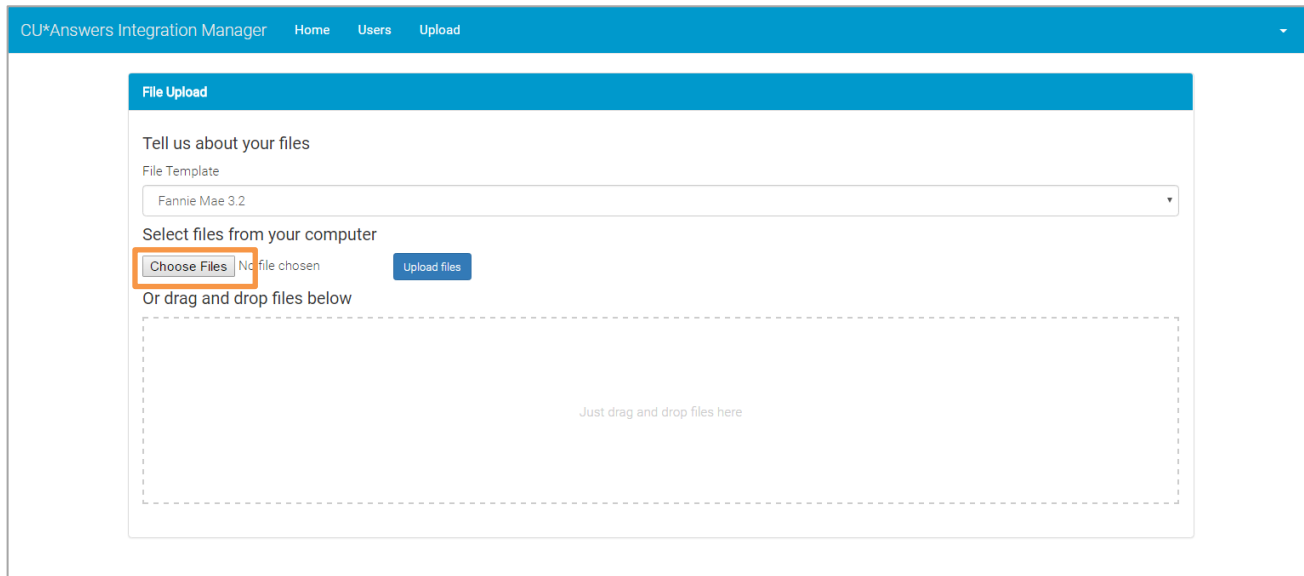 CU*Answers Integration Manager Home Users Upload
File Upload
Tell us about your files
File Template
Fannie Mae 3.2
Select files from your computer
Choose Files No file chosen Upload files
Or drag and drop files below
Just drag and drop files here